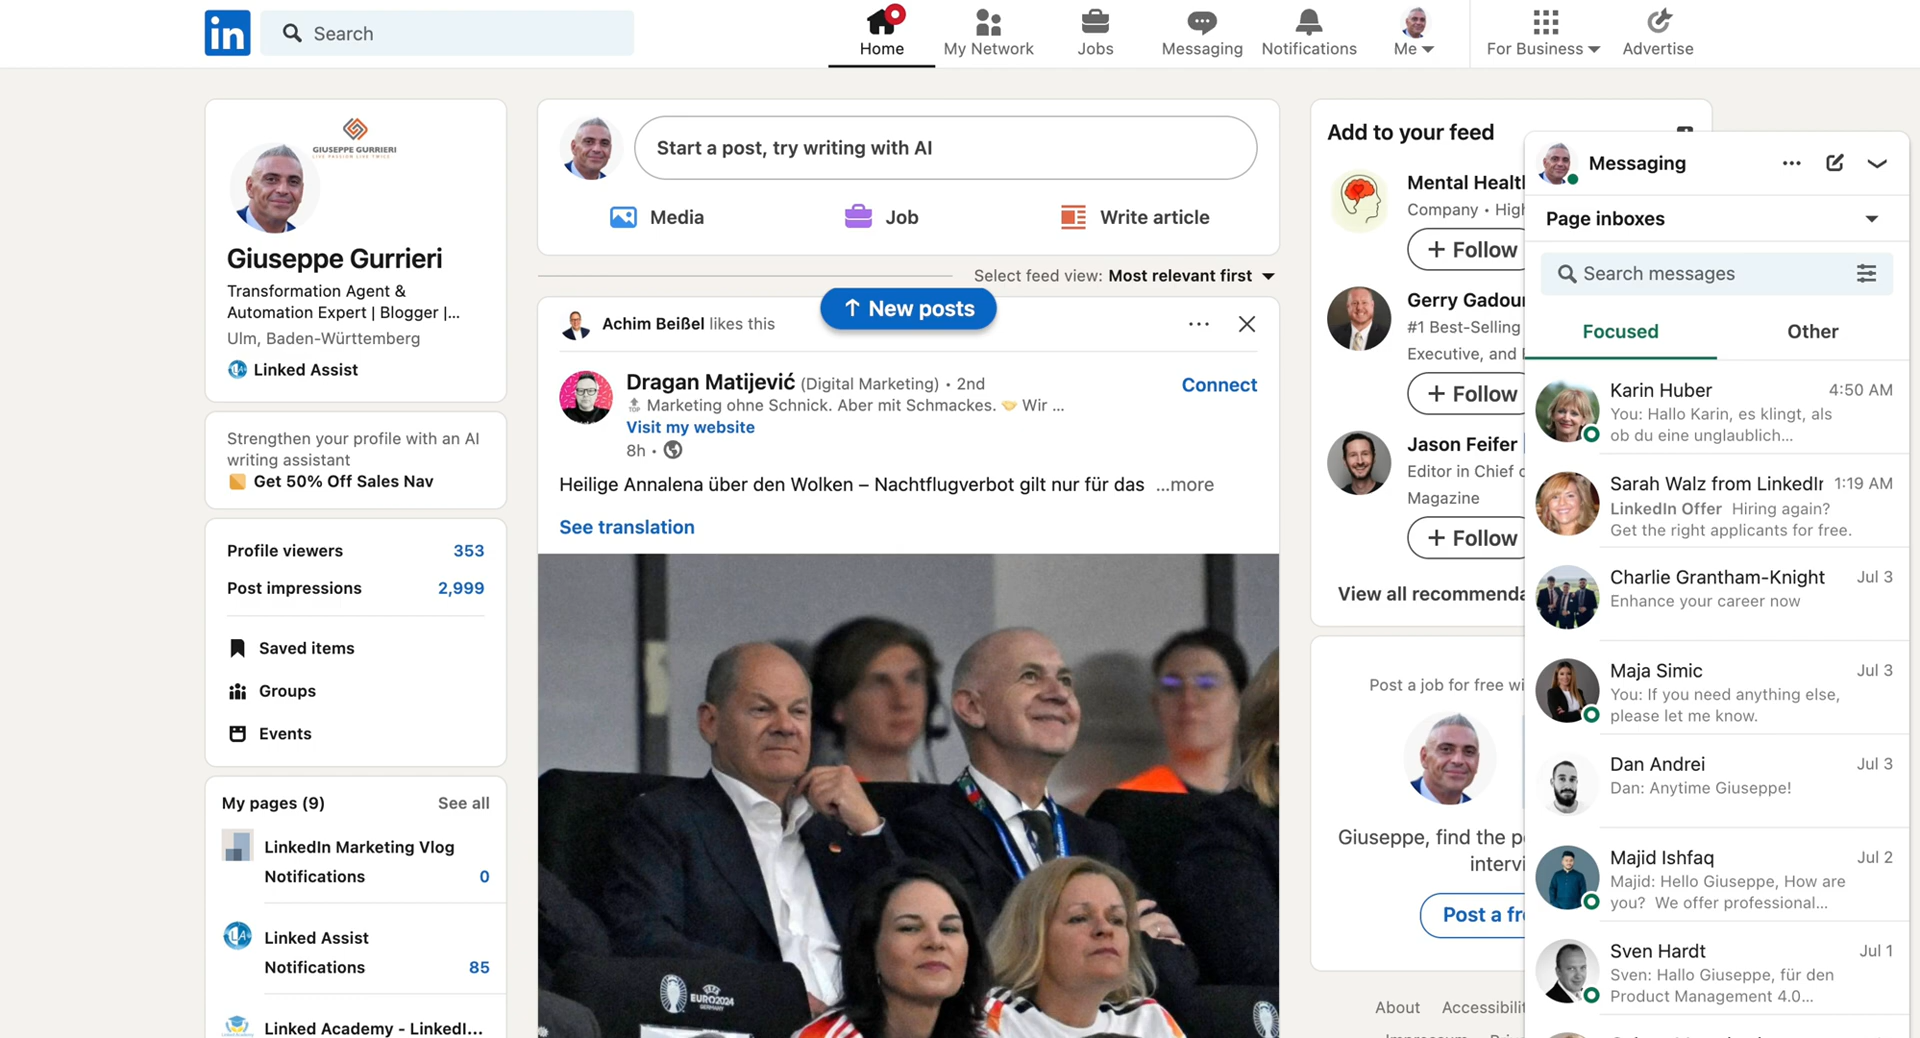 in
Search
Home
My Network
Jobs
Messaging
Notifications
Me
For Business
Advertise
GIUSEPPE GURRIERI
LIVE PASSION LIVE TWICE
Giuseppe Gurrieri
Transformation Agent &
Automation Expert | Blogger |...
Ulm, Baden-Württemberg
Linked Assist
Strengthen your profile with an AI
writing assistant
Get 50% Off Sales Nav
Profile viewers 353
Post impressions 2,999
Saved items
Groups
Events
My pages (9) See all
LinkedIn Marketing Vlog
Notifications 0
LA
Linked Assist
Notifications 85
Linked Academy - LinkedI...
Start a post, try writing with AI
Media
Job
Write article
Select feed view: Most relevant first
↑ New posts
Achim Beißel likes this
Dragan Matijević (Digital Marketing) • 2nd
Connect
TOP Marketing ohne Schnick. Aber mit Schmackes. 🤝 Wir ...
Visit my website
8h •
Heilige Annalena über den Wolken – Nachtflugverbot gilt nur für das ...more
See translation
EURO2024
GERMANY
Add to your feed
Mental Healt
Company • Hig
+ Follow
Gerry Gadou
#1 Best-Selling
Executive, and
+ Follow
Jason Feifer
Editor in Chief
Magazine
+ Follow
View all recommenda
Post a job for free wi
Giuseppe, find the p
intervi
Post a fr
About Accessibilit
Messaging
Page inboxes
Search messages
Focused
Other
Karin Huber 4:50 AM
You: Hallo Karin, es klingt, als
ob du eine unglaublich...
Sarah Walz from LinkedIr 1:19 AM
LinkedIn Offer Hiring again?
Get the right applicants for free.
Charlie Grantham-Knight Jul 3
Enhance your career now
Maja Simic Jul 3
You: If you need anything else,
please let me know.
Dan Andrei Jul 3
Dan: Anytime Giuseppe!
Majid Ishfaq Jul 2
Majid: Hello Giuseppe, How are
you? We offer professional...
Sven Hardt Jul 1
Sven: Hallo Giuseppe, für den
Product Management 4.0...